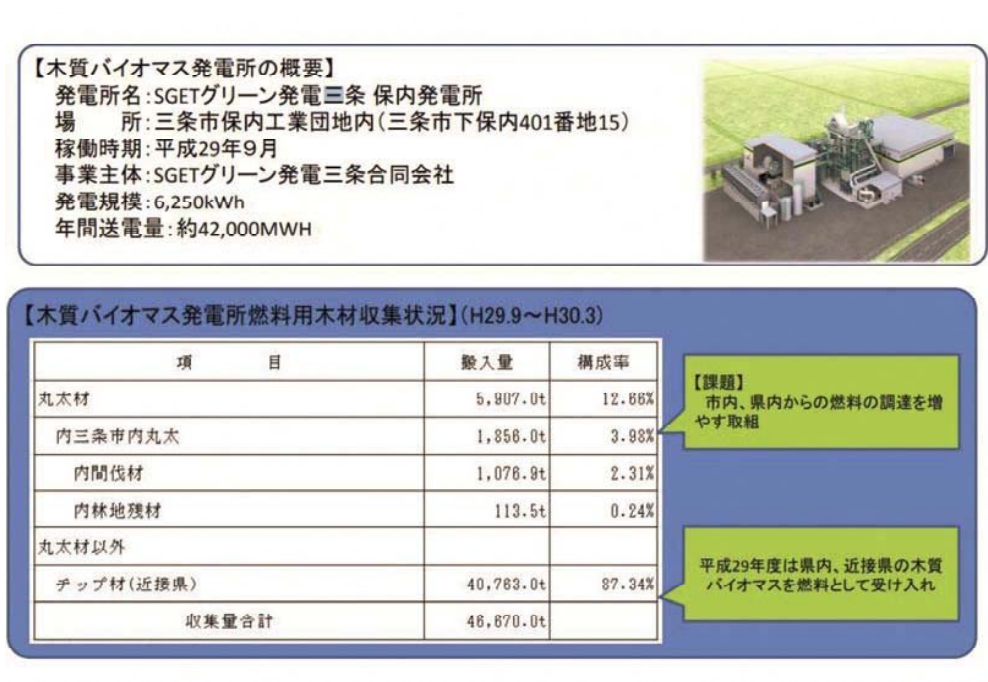 【木質バイオマス発電所の概要】
発電所名:SGETグリーン発電三条 保内発電所
場　所:三条市保内工業団地内(三条市下保内401番地15)
稼働時期:平成29年9月
事業主体:SGETグリーン発電三条合同会社
発電規模:6,250kWh
年間送電量:約42,000MWH
【木質バイオマス発電所燃料用木材収集状況】(H29.9～H30.3)
項　目 搬入量 構成率
丸太材 5,907.0t 12.66%
内三条市内丸太 1,856.0t 3.98%
内間伐材 1,076.9t 2.31%
内林地残材 113.5t 0.24%
丸太材以外
チップ材(近接県) 40,763.0t 87.34%
収集量合計 46,670.0t
【課題】
市内、県内からの燃料の調達を増
やす取組
平成29年度は県内、近接県の木質
バイオマスを燃料として受け入れ